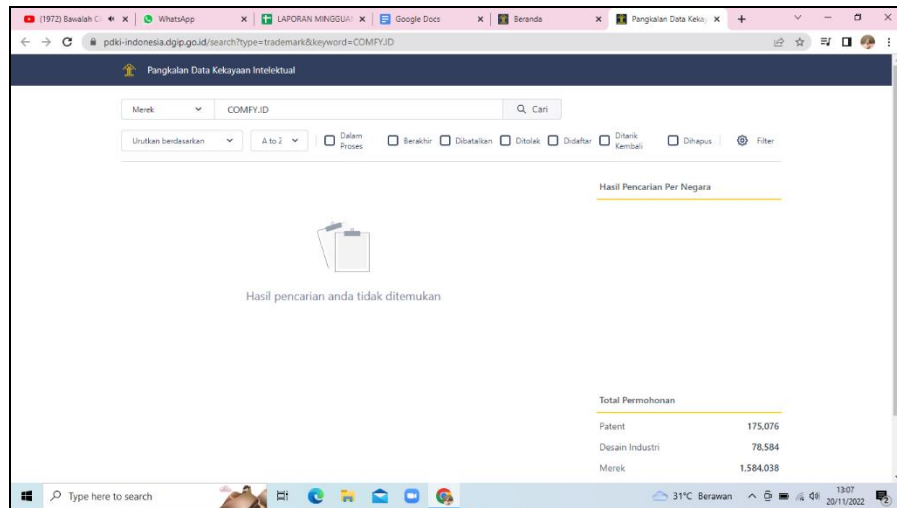 (1972) Bawalah C
WhatsApp
LAPORAN MINGGUA
Google Docs
Beranda
Pangkalan Data Kekay
pdki-indonesia.dgip.go.id/search?type=trademark&keyword=COMFY.ID
Pangkalan Data Kekayaan Intelektual
Merek
COMFY.ID
Cari
Urutkan berdasarkan
A to Z
Dalam Proses
Berakhir
Dibatalkan
Ditolak
Didaftar
Ditarik Kembali
Dihapus
Filter
Hasil Pencarian Per Negara
Hasil pencarian anda tidak ditemukan
Total Permohonan
Patent 175,076
Desain Industri 78,584
Merek 1,584,038
Type here to search
31°C Berawan
13:07
20/11/2022
2